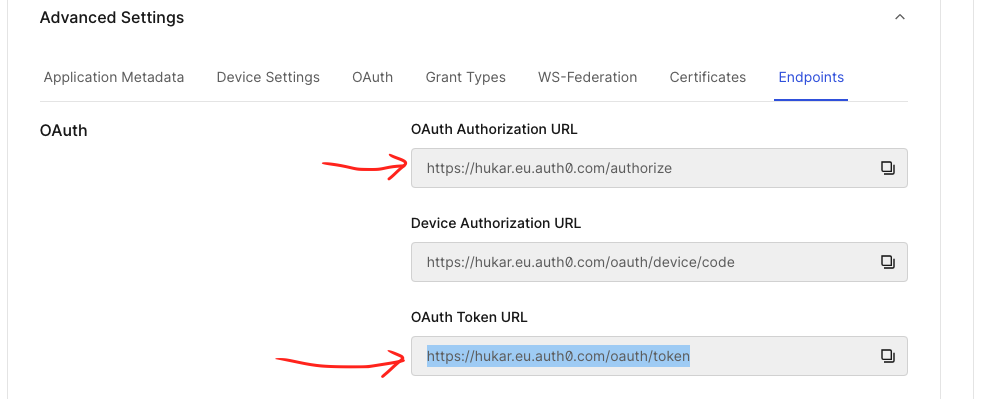 Advanced Settings
Application Metadata Device Settings OAuth Grant Types WS-Federation Certificates Endpoints
OAuth
OAuth Authorization URL
https://hukar.eu.auth0.com/authorize
Device Authorization URL
https://hukar.eu.auth0.com/oauth/device/code
OAuth Token URL
https://hukar.eu.auth0.com/oauth/token